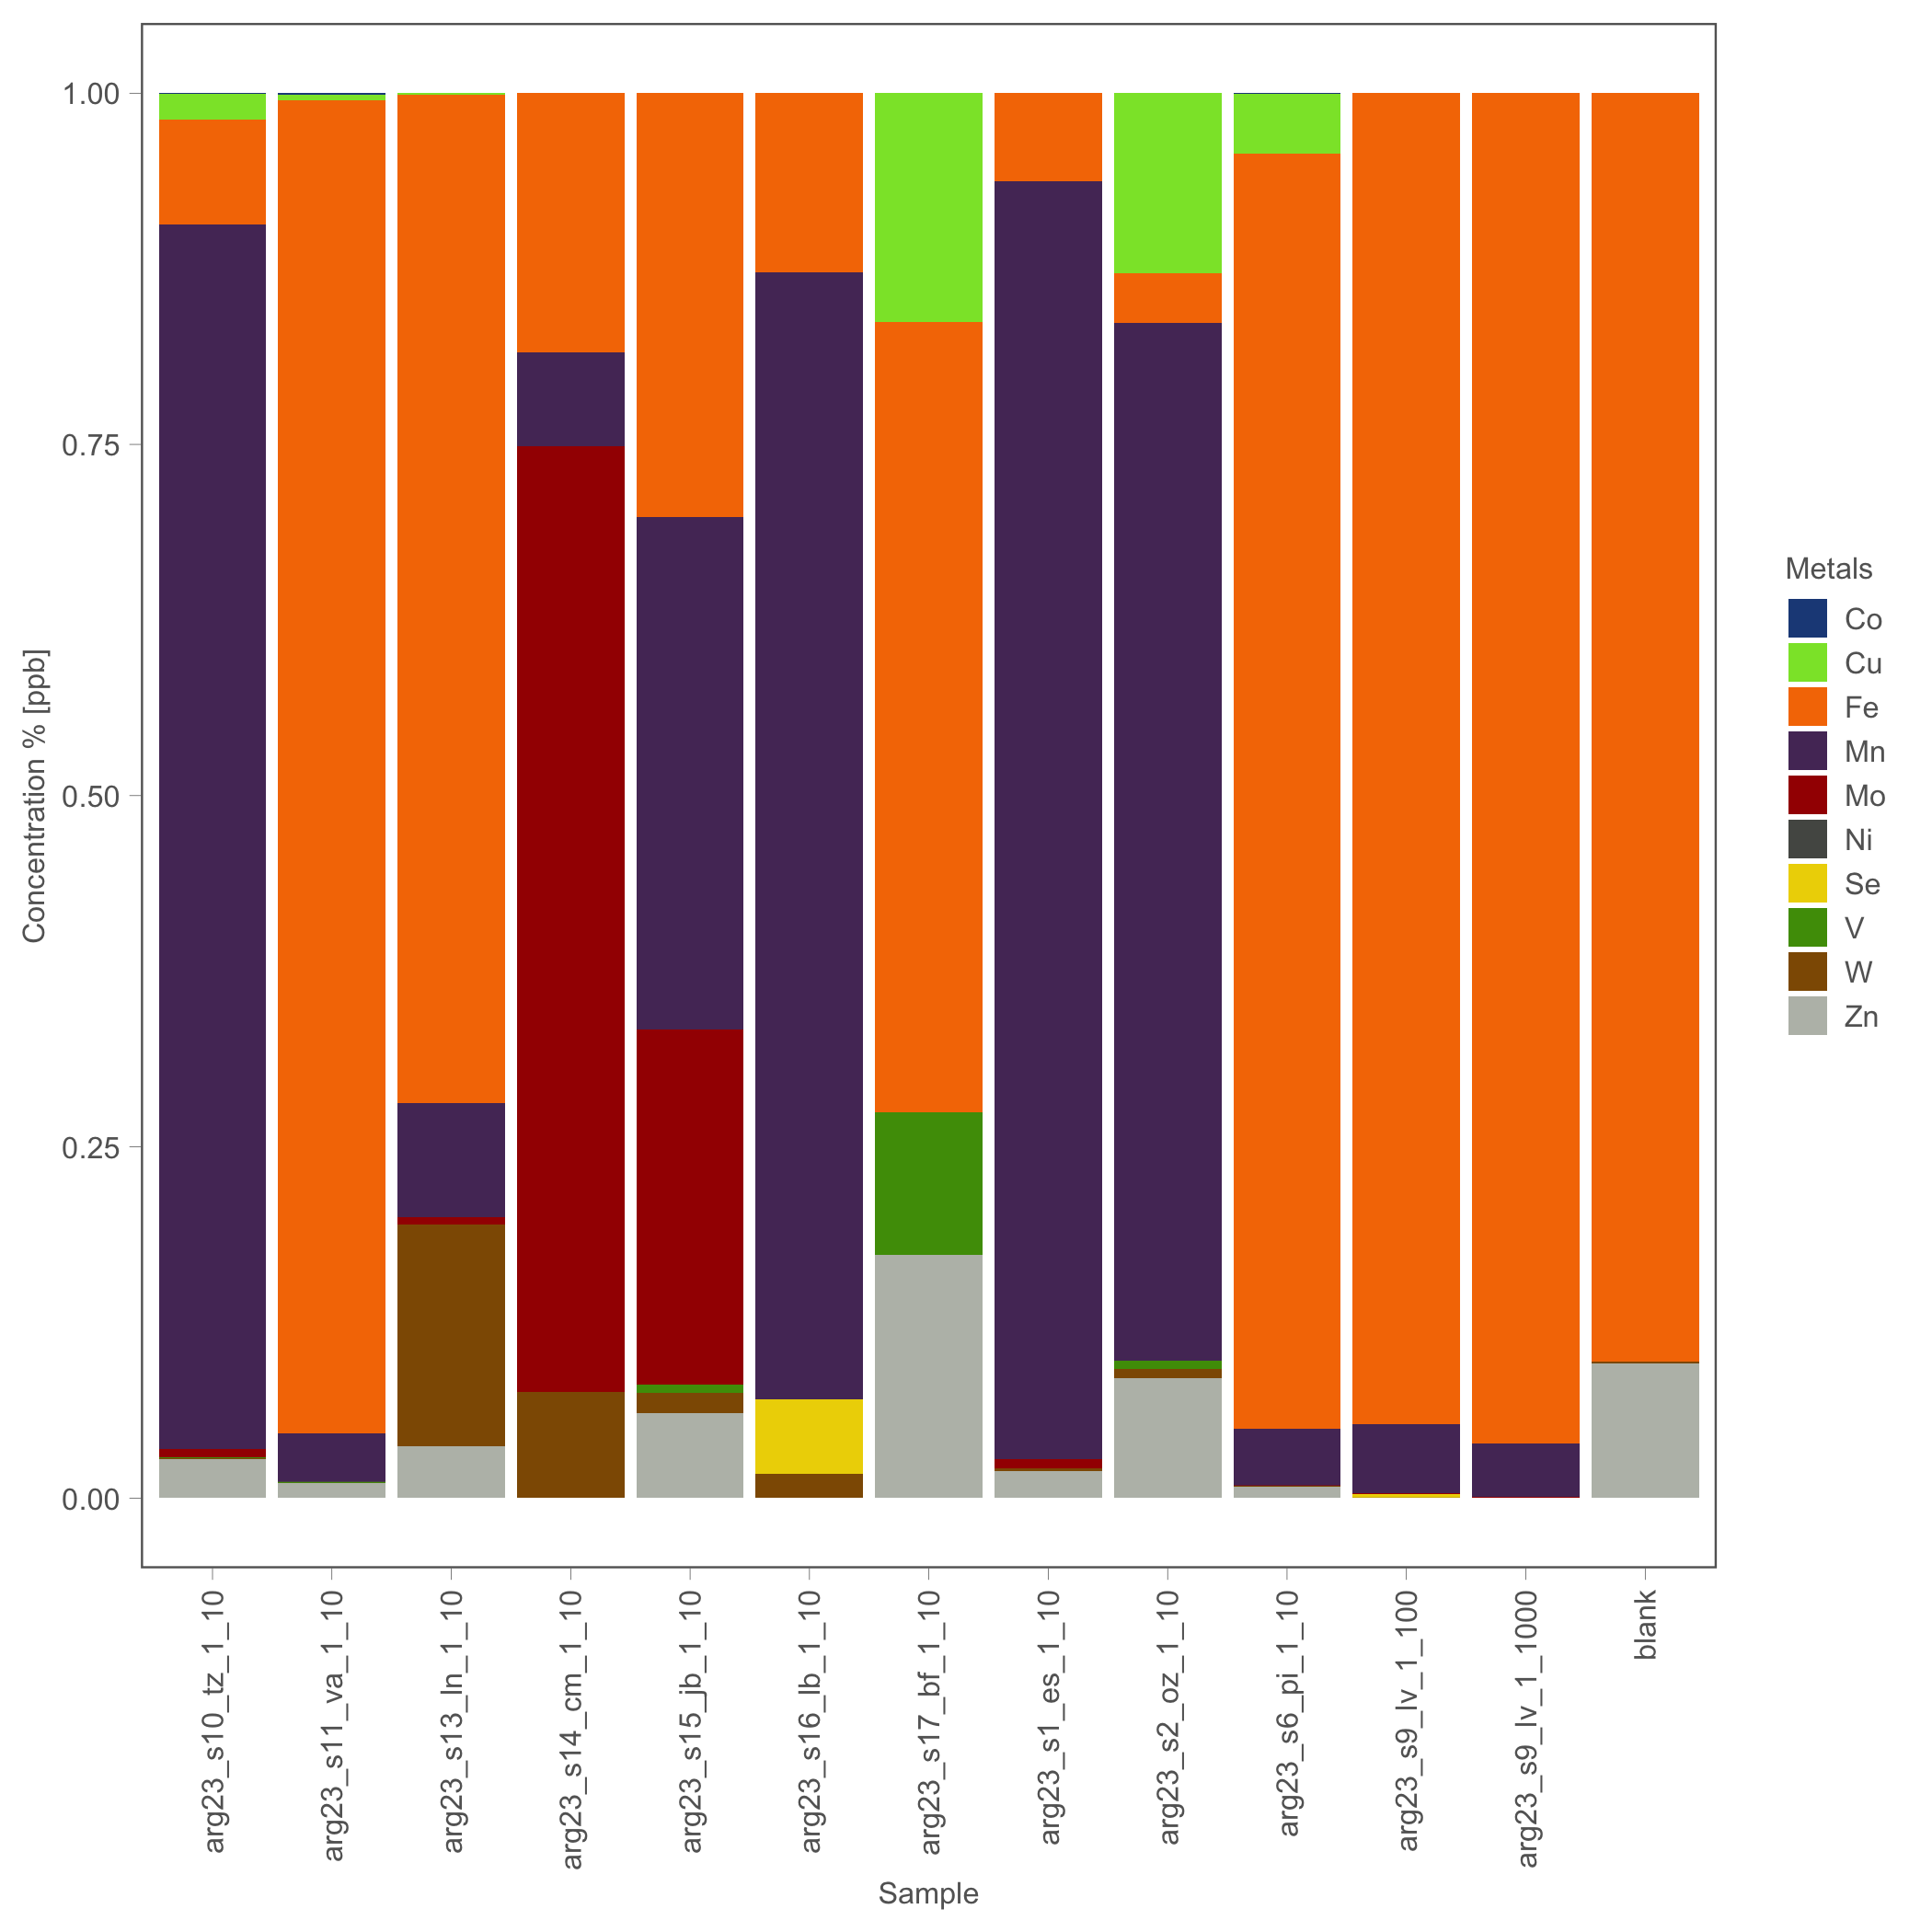 1.00
0.75
0.50
0.25
0.00
Concentration % [ppb]
arg23_s10_tz_1_10
arg23_s11_va_1_10
arg23_s13_ln_1_10
arg23_s14_cm_1_10
arg23_s15_jb_1_10
arg23_s16_lb_1_10
arg23_s17_bf_1_10
arg23_s1_es_1_10
arg23_s2_oz_1_10
arg23_s6_pi_1_10
arg23_s9_lv_1_100
arg23_s9_lv_1_1000
blank
Sample
Metals
Co
Cu
Fe
Mn
Mo
Ni
Se
V
W
Zn